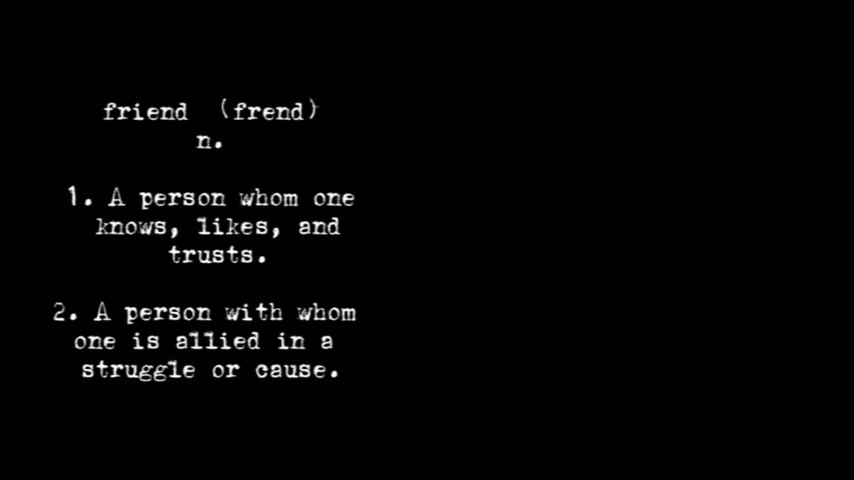 friend (frend)
n.
1. A person whom one
knows, likes, and
trusts.
2. A person with whom
one is allied in a
struggle or cause.